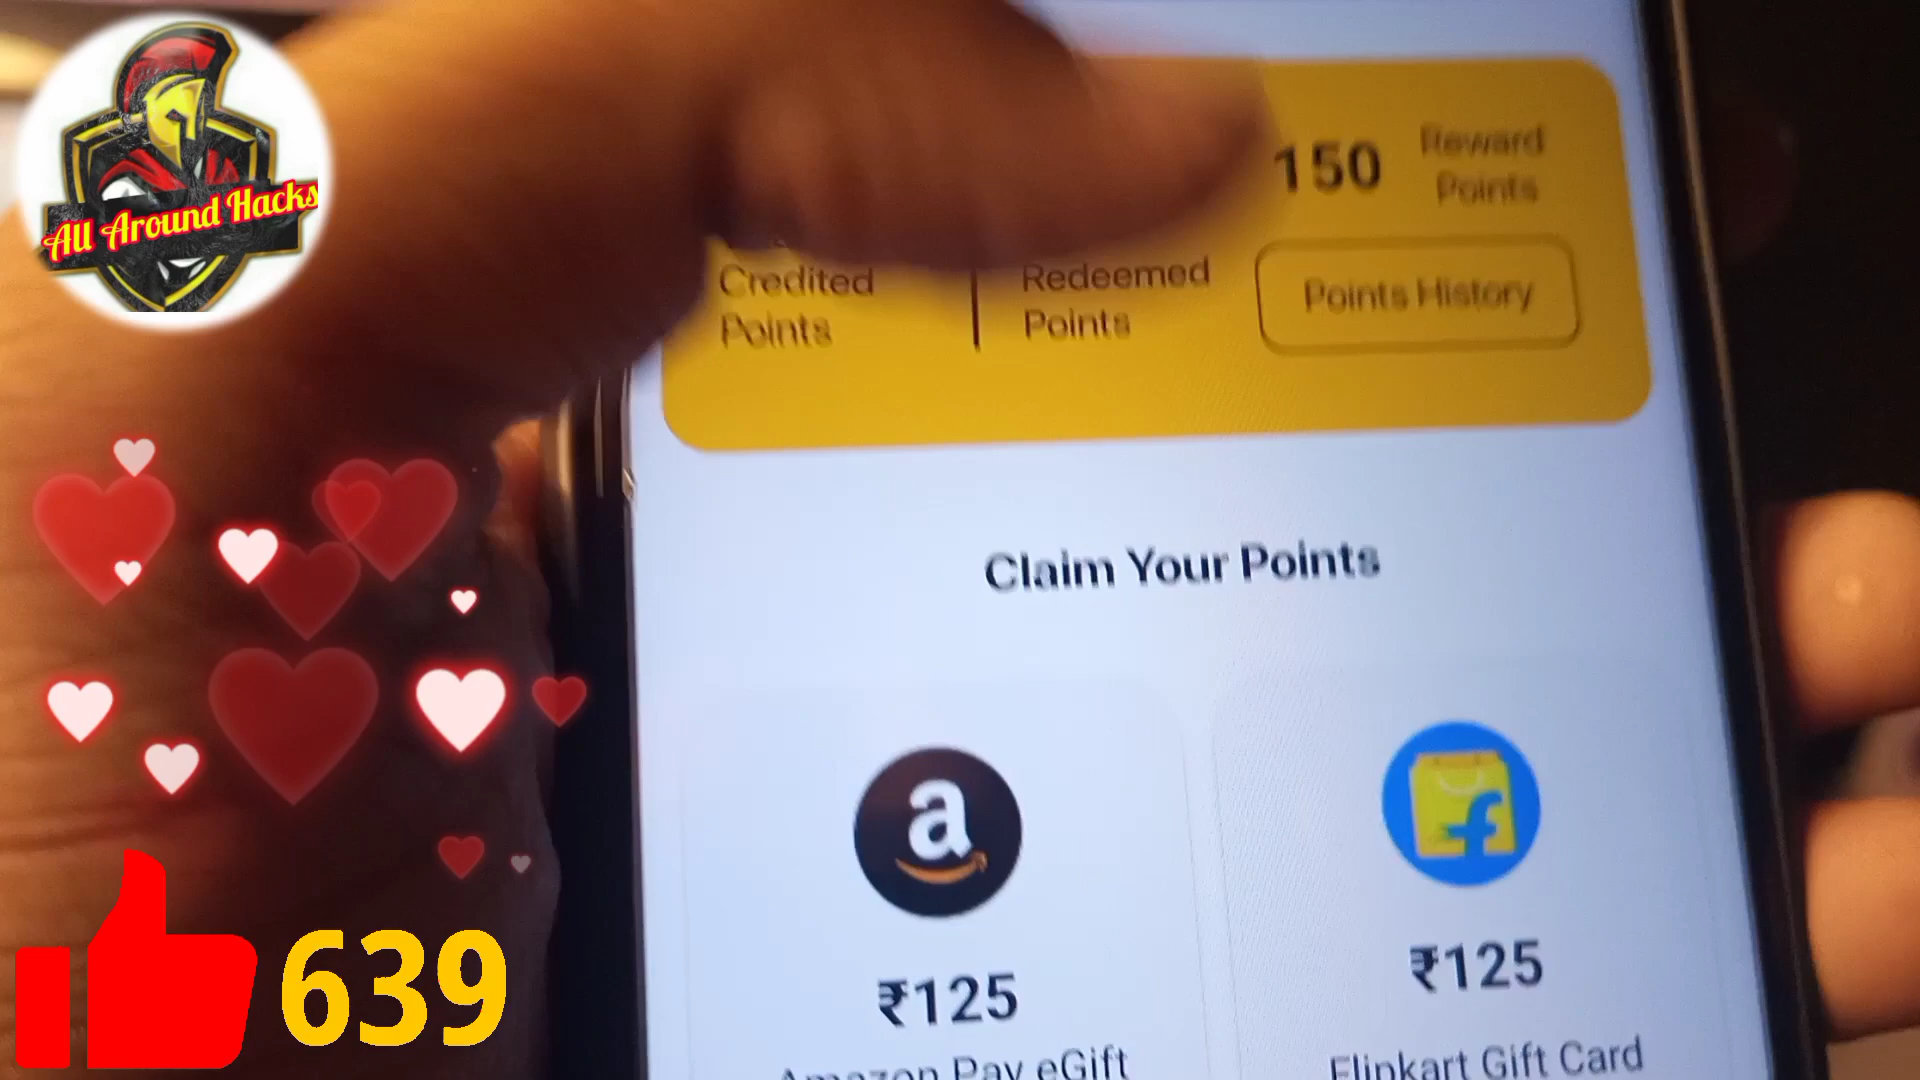 All Around Hacks
150
Reward
Points
Credited
Points
Redeemed
Points
Points History
Claim Your Points
a
f
₹125
₹125
Amazon Pay eGift
Flipkart Gift Card
639